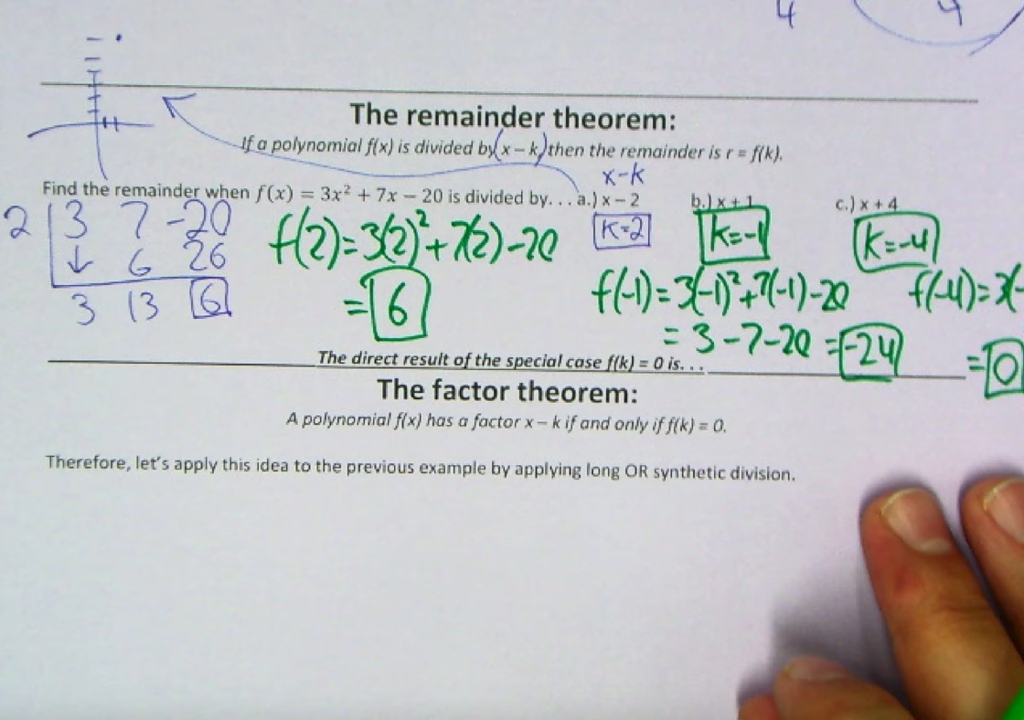 4 4
The remainder theorem:
If a polynomial f(x) is divided by (x – k) then the remainder is r = f(k).
x-k
Find the remainder when f(x) = 3x² + 7x − 20 is divided by. . . a.) x – 2 b.) x + 1 c.) x + 4
2 3 7 -20 f(2)=3(2)²+7(2)-20 K=2 K=-1 K=-4
↓ 6 26
3 13 6 = 6 f(-1)=3(-1)²+7(-1)-20 f(-4)=3(-
= 3-7-20 = -24 = 0
The direct result of the special case f(k) = 0 is. . .
The factor theorem:
A polynomial f(x) has a factor x – k if and only if f(k) = 0.
Therefore, let's apply this idea to the previous example by applying long OR synthetic division.